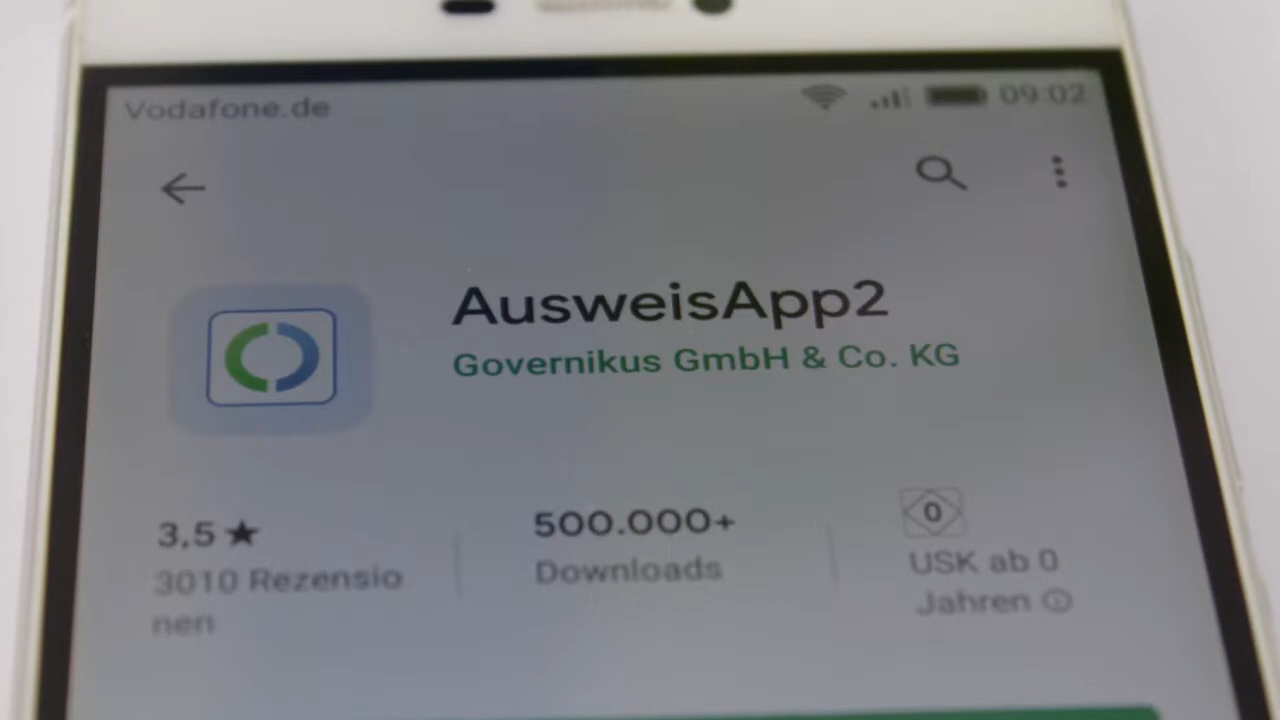 Vodafone.de 09:02
AusweisApp2
Governikus GmbH & Co. KG
3,5 ★ 500.000+ 0
3010 Rezensio Downloads USK ab 0
nen Jahren